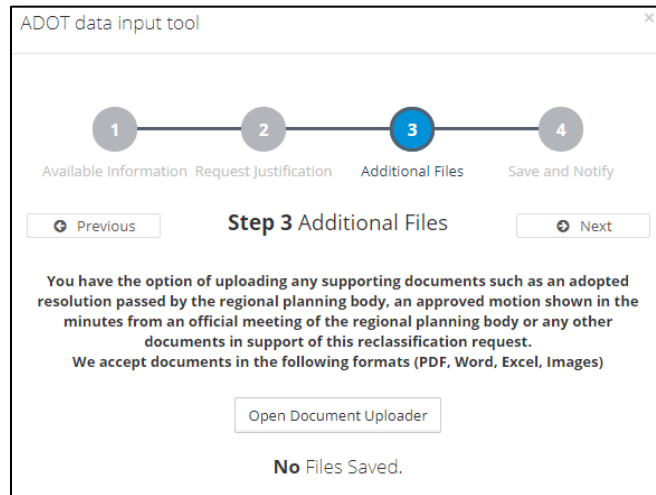 ADOT data input tool
×
1 2 3 4
Available Information Request Justification Additional Files Save and Notify
Previous Step 3 Additional Files Next
You have the option of uploading any supporting documents such as an adopted
resolution passed by the regional planning body, an approved motion shown in the
minutes from an official meeting of the regional planning body or any other
documents in support of this reclassification request.
We accept documents in the following formats (PDF, Word, Excel, Images)
Open Document Uploader
No Files Saved.